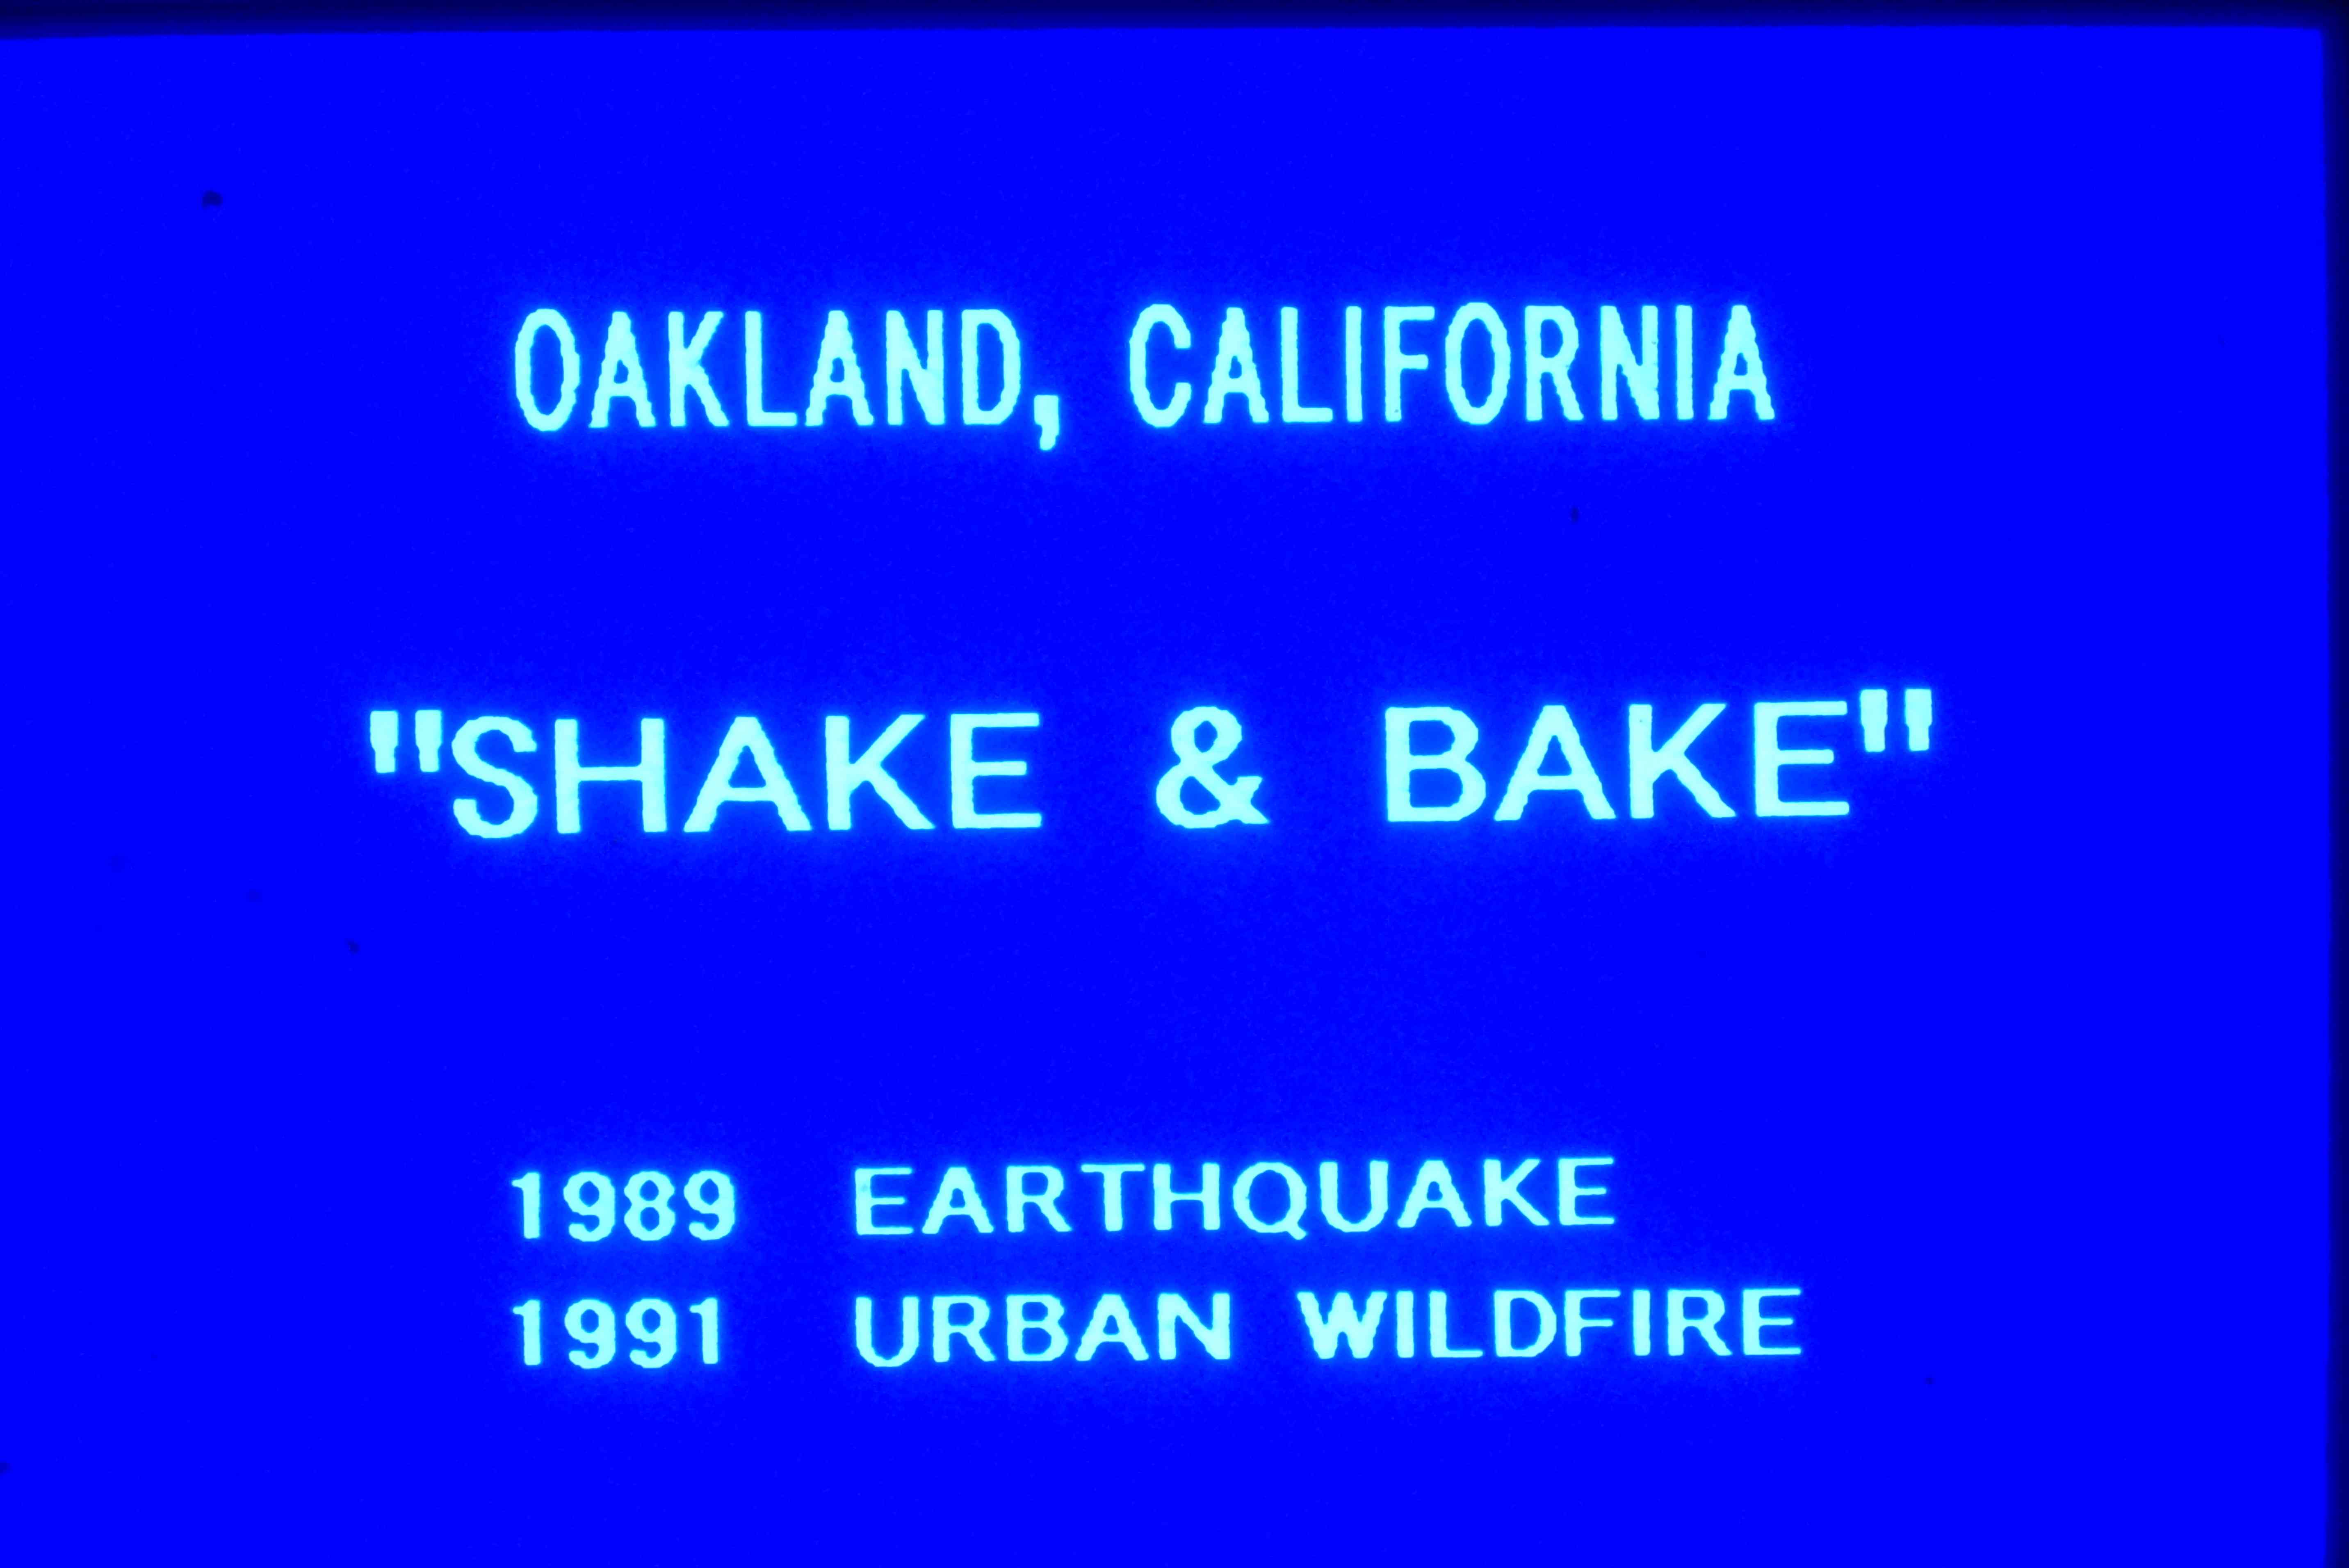 OAKLAND, CALIFORNIA
"SHAKE & BAKE"
1989 EARTHQUAKE
1991 URBAN WILDFIRE